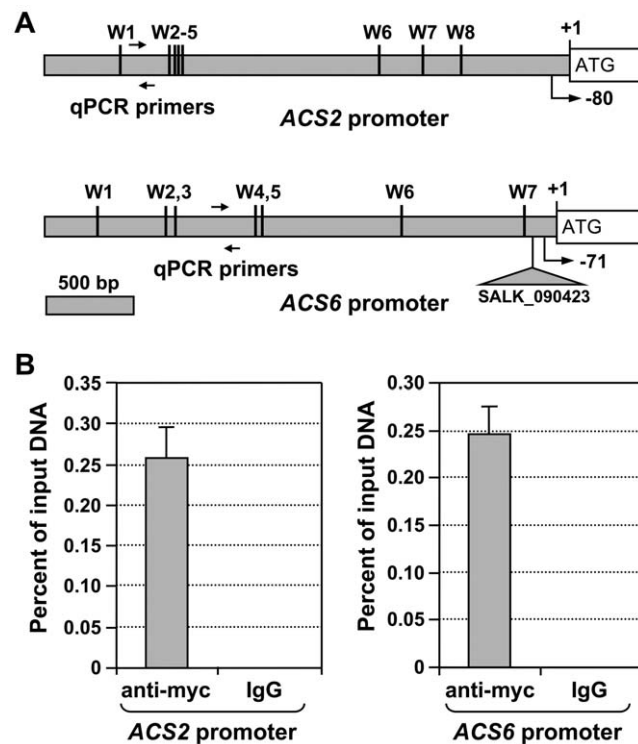 A
W1 W2-5 W6 W7 W8 +1
ATG
qPCR primers
ACS2 promoter
-80
W1 W2,3 W4,5 W6 W7 +1
ATG
qPCR primers
-71
500 bp
ACS6 promoter
SALK_090423
B
Percent of input DNA
0.35
0.30
0.25
0.20
0.15
0.10
0.05
0
anti-myc IgG
ACS2 promoter
Percent of input DNA
0.30
0.25
0.20
0.15
0.10
0.05
0
anti-myc IgG
ACS6 promoter